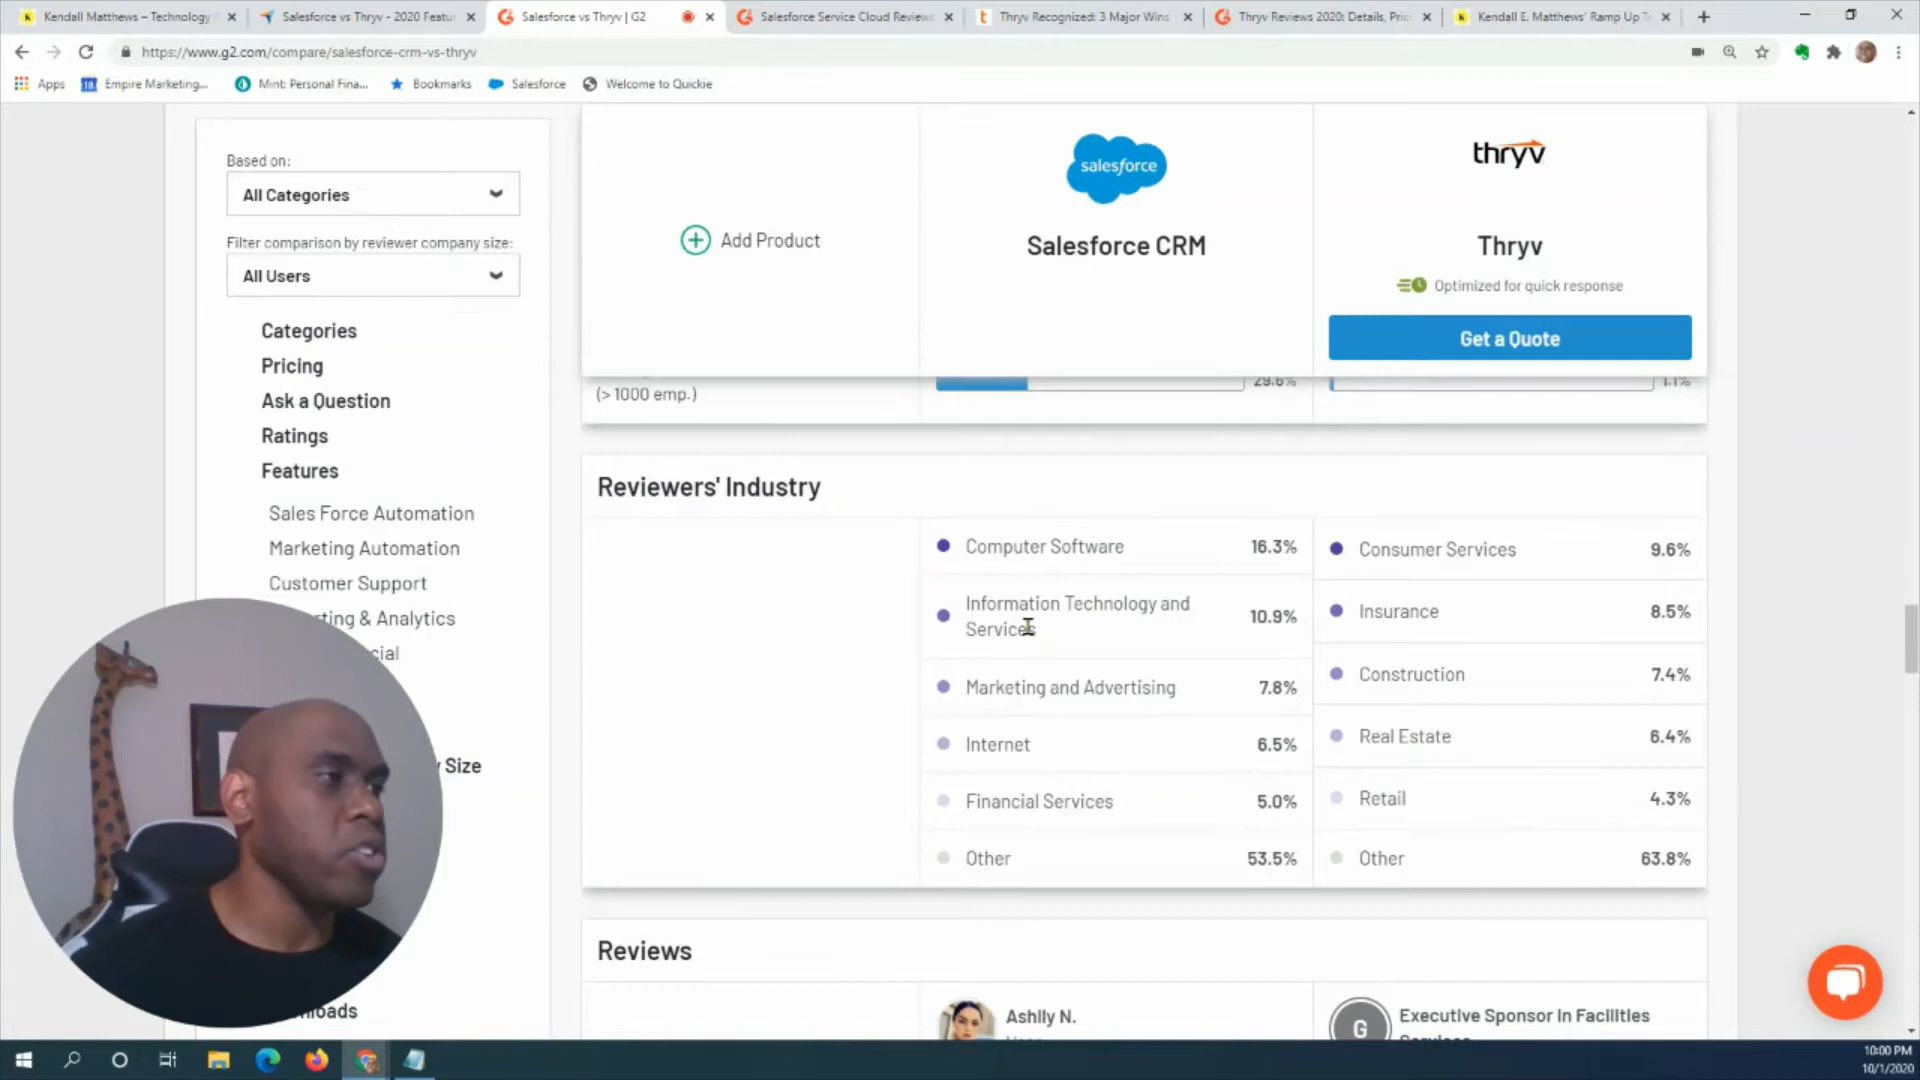 Kendall Matthews – Technology
Salesforce vs Thryv - 2020 Featu
Salesforce vs Thryv | G2
Salesforce Service Cloud Reviews
Thryv Recognized: 3 Major Wins
Thryv Reviews 2020: Details, Pric
Kendall E. Matthews' Ramp Up T
https://www.g2.com/compare/salesforce-crm-vs-thryv
Apps
18
Empire Marketing...
Mint: Personal Fina...
Bookmarks
Salesforce
Welcome to Quickie
Based on:
All Categories
Filter comparison by reviewer company size:
All Users
Categories
Pricing
Ask a Question
Ratings
Features
Sales Force Automation
Marketing Automation
Customer Support
rting & Analytics
cial
Size
Add Product
salesforce
Salesforce CRM
thryv
Thryv
Optimized for quick response
Get a Quote
(> 1000 emp.)
29.6%
1.1%
Reviewers' Industry
Computer Software 16.3%
Information Technology and
Services
10.9%
Marketing and Advertising 7.8%
Internet 6.5%
Financial Services 5.0%
Other 53.5%
Consumer Services 9.6%
Insurance 8.5%
Construction 7.4%
Real Estate 6.4%
Retail 4.3%
Other 63.8%
Reviews
Ashlly N.
G
Executive Sponsor in Facilities
10:00 PM
10/1/2020